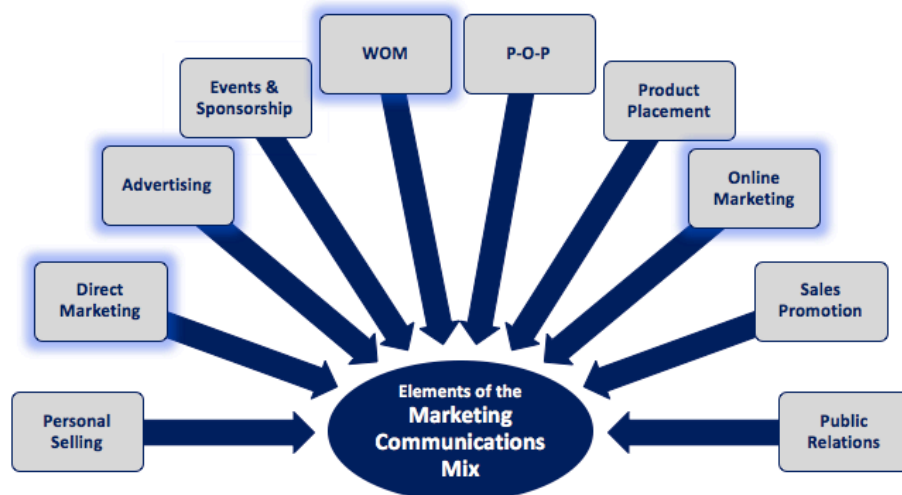 WOM
P-O-P
Events &
Sponsorship
Product
Placement
Advertising
Online
Marketing
Direct
Marketing
Sales
Promotion
Personal
Selling
Elements of the
Marketing
Communications
Mix
Public
Relations